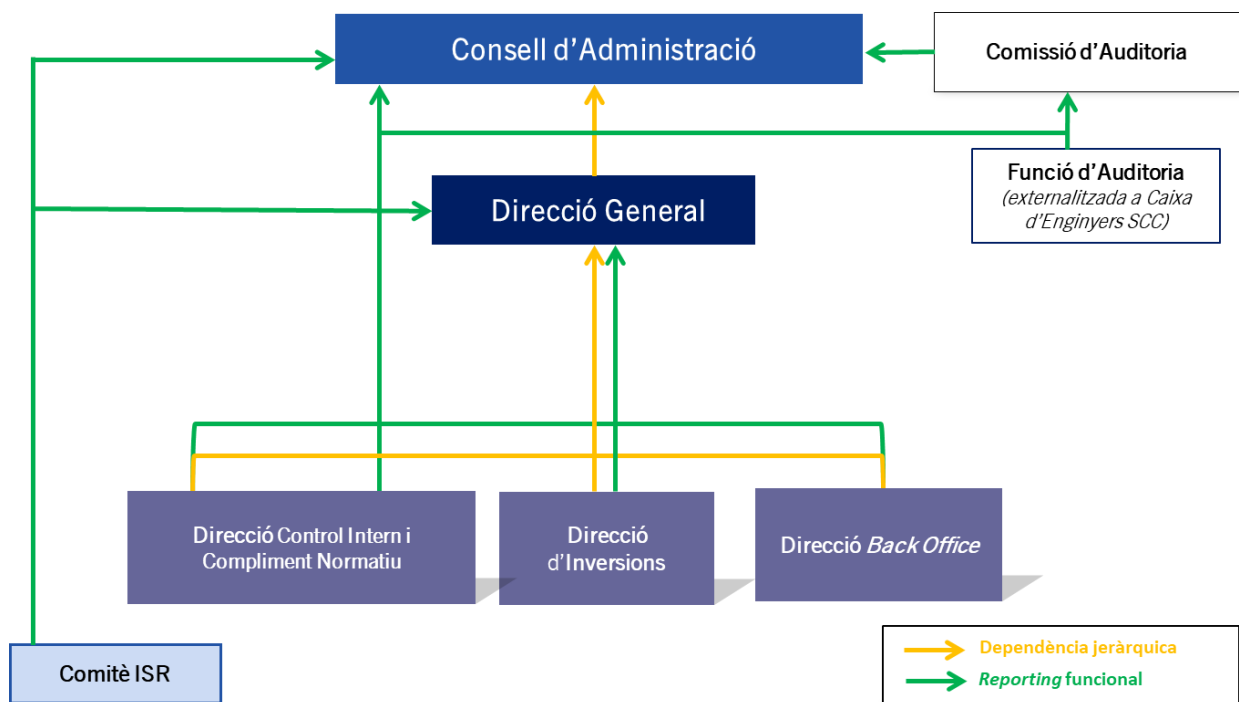 Consell d'Administració
Comissió d'Auditoria
Funció d'Auditoria
(externalitzada a Caixa
d'Enginyers SCC)
Direcció General
Direcció Control Intern i
Compliment Normatiu
Direcció
d'Inversions
Direcció Back Office
Comitè ISR
Dependència jeràrquica
Reporting funcional